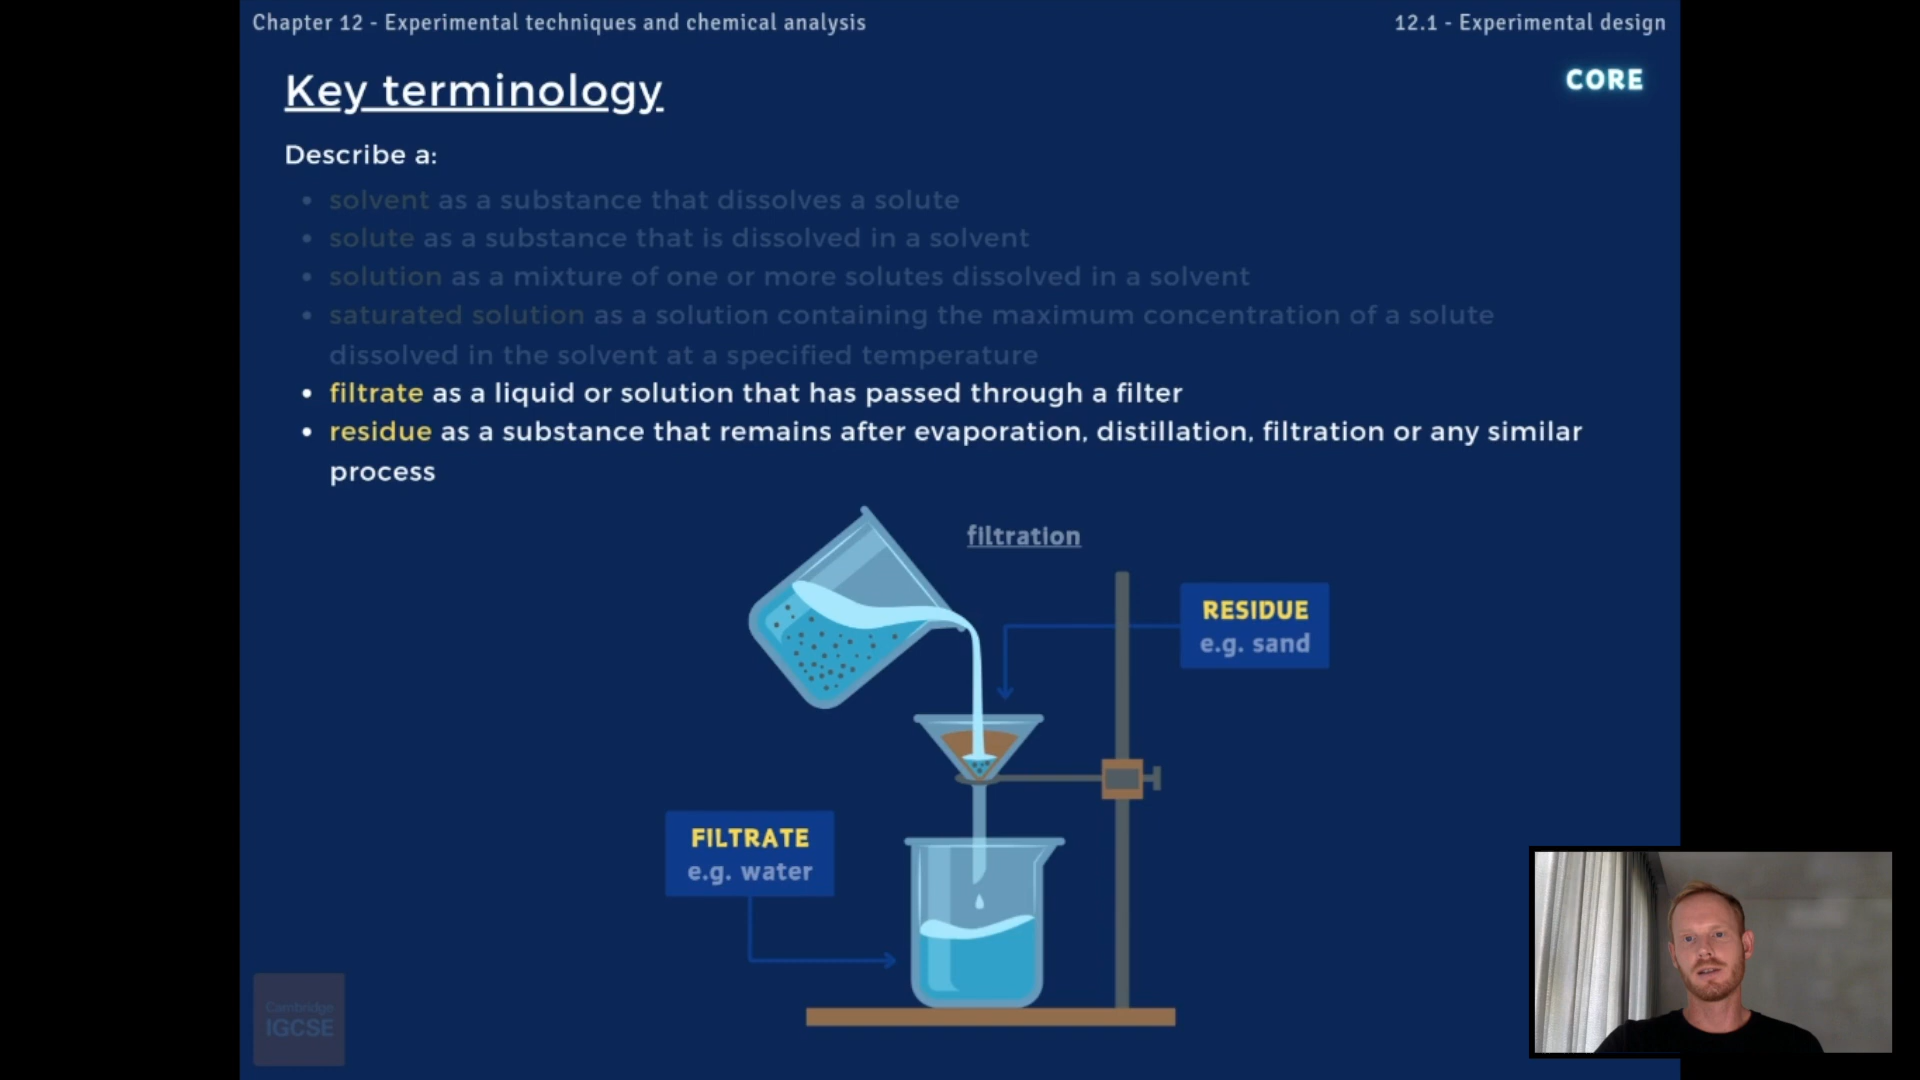 Chapter 12 - Experimental techniques and chemical analysis
12.1 - Experimental design
Key terminology
CORE
Describe a:
• solvent as a substance that dissolves a solute
• solute as a substance that is dissolved in a solvent
• solution as a mixture of one or more solutes dissolved in a solvent
• saturated solution as a solution containing the maximum concentration of a solute
dissolved in the solvent at a specified temperature
• filtrate as a liquid or solution that has passed through a filter
• residue as a substance that remains after evaporation, distillation, filtration or any similar
process
filtration
RESIDUE
e.g. sand
FILTRATE
e.g. water
Cambridge
IGCSE